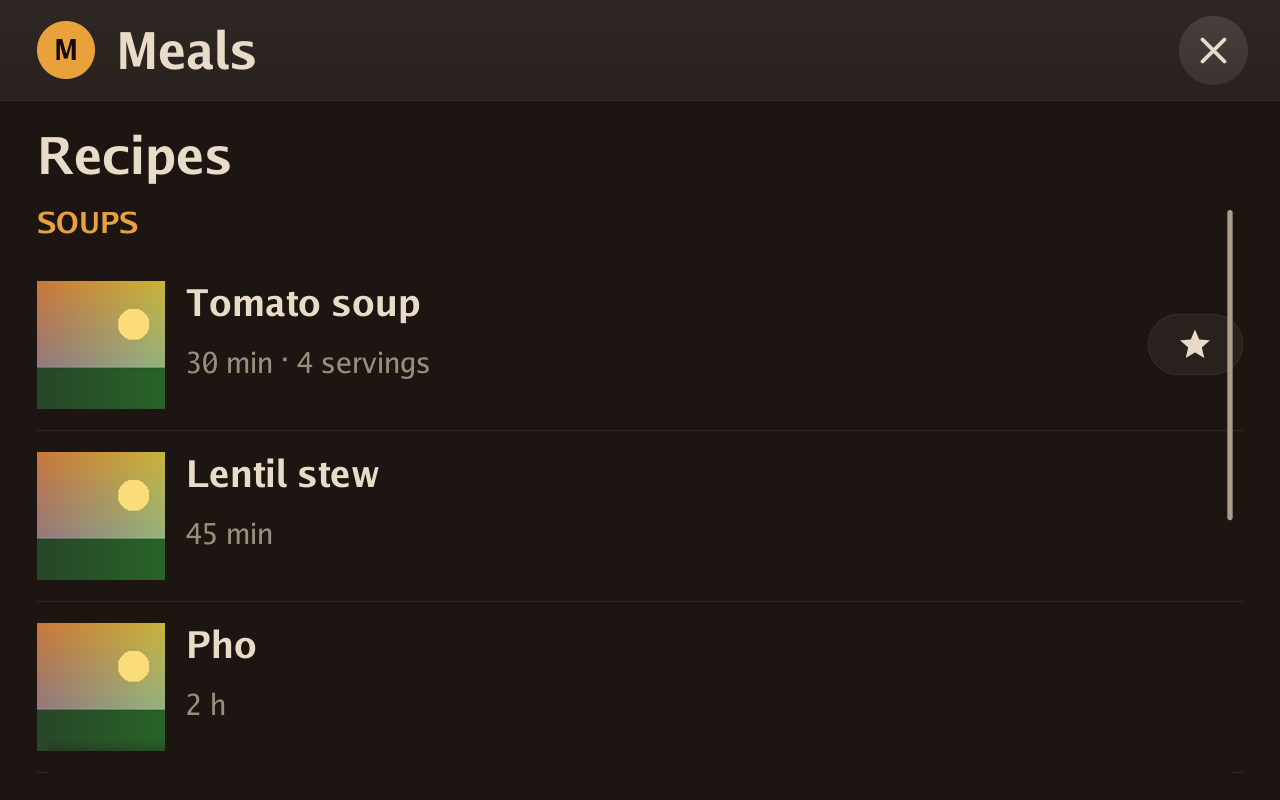 M Meals
Recipes
SOUPS
Tomato soup
30 min · 4 servings
Lentil stew
45 min
Pho
2 h